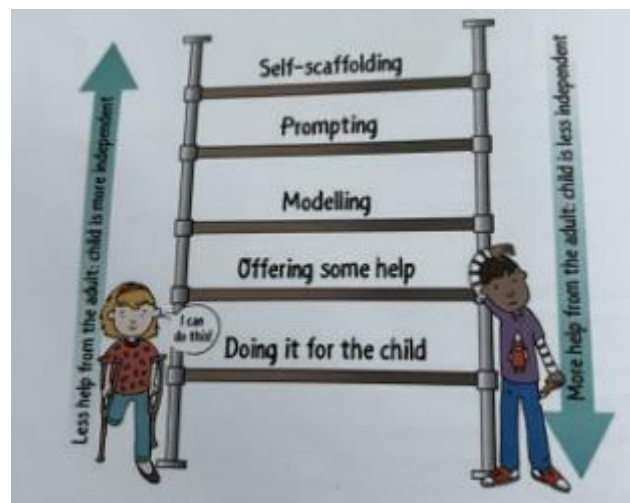 Self-scaffolding
Prompting
Modelling
Offering some help
Doing it for the child
I can
do this!
Less help from the adult: child is more independent
More help from the adult: child is less independent